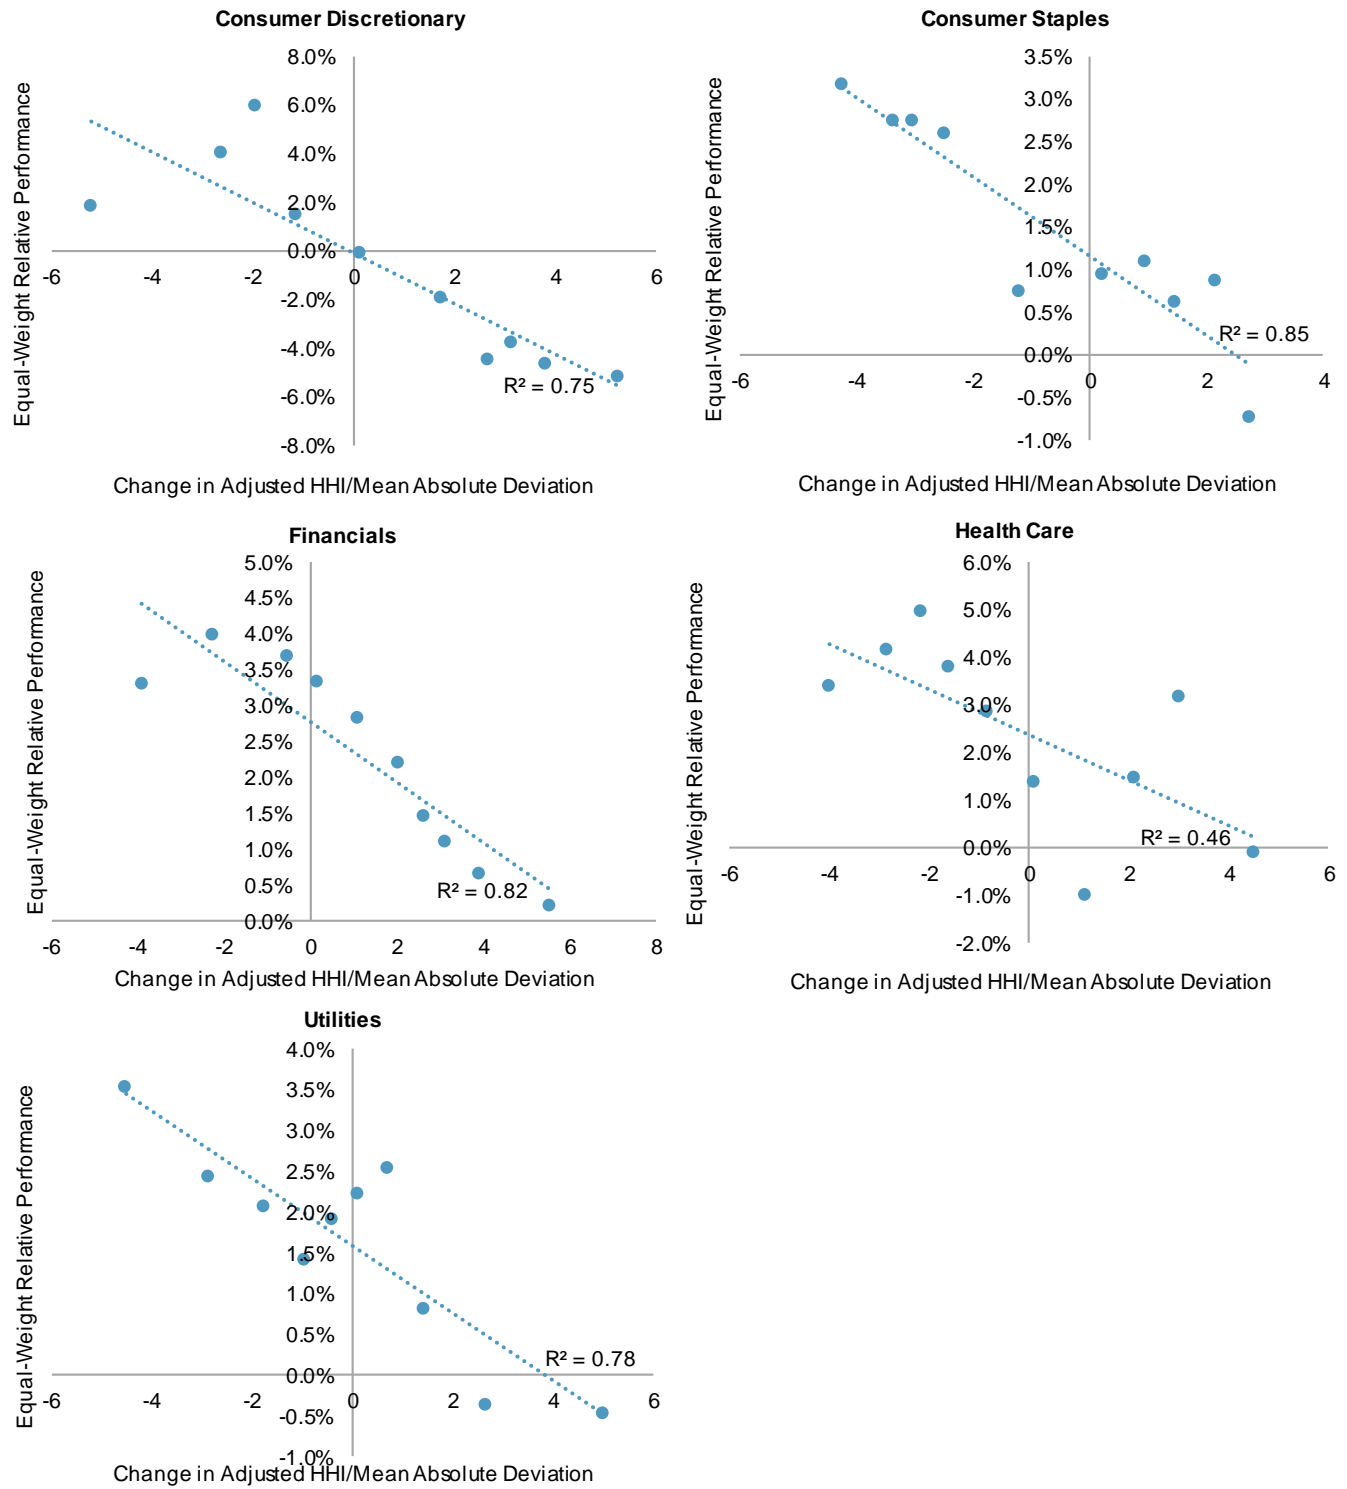 Consumer Discretionary
Equal-Weight Relative Performance
8.0%
6.0%
4.0%
2.0%
0.0%
-2.0%
-4.0%
-6.0%
-8.0%
-6 -4 -2 0 2 4 6
R² = 0.75
Change in Adjusted HHI/Mean Absolute Deviation
Consumer Staples
Equal-Weight Relative Performance
3.5%
3.0%
2.5%
2.0%
1.5%
1.0%
0.5%
0.0%
-0.5%
-1.0%
-6 -4 -2 0 2 4
R² = 0.85
Change in Adjusted HHI/Mean Absolute Deviation
Financials
Equal-Weight Relative Performance
5.0%
4.5%
4.0%
3.5%
3.0%
2.5%
2.0%
1.5%
1.0%
0.5%
0.0%
-6 -4 -2 0 2 4 6 8
R² = 0.82
Change in Adjusted HHI/Mean Absolute Deviation
Health Care
Equal-Weight Relative Performance
6.0%
5.0%
4.0%
3.0%
2.0%
1.0%
0.0%
-1.0%
-2.0%
-6 -4 -2 0 2 4 6
R² = 0.46
Change in Adjusted HHI/Mean Absolute Deviation
Utilities
Equal-Weight Relative Performance
4.0%
3.5%
3.0%
2.5%
2.0%
1.5%
1.0%
0.5%
0.0%
-0.5%
-1.0%
-6 -4 -2 0 2 4 6
R² = 0.78
Change in Adjusted HHI/Mean Absolute Deviation